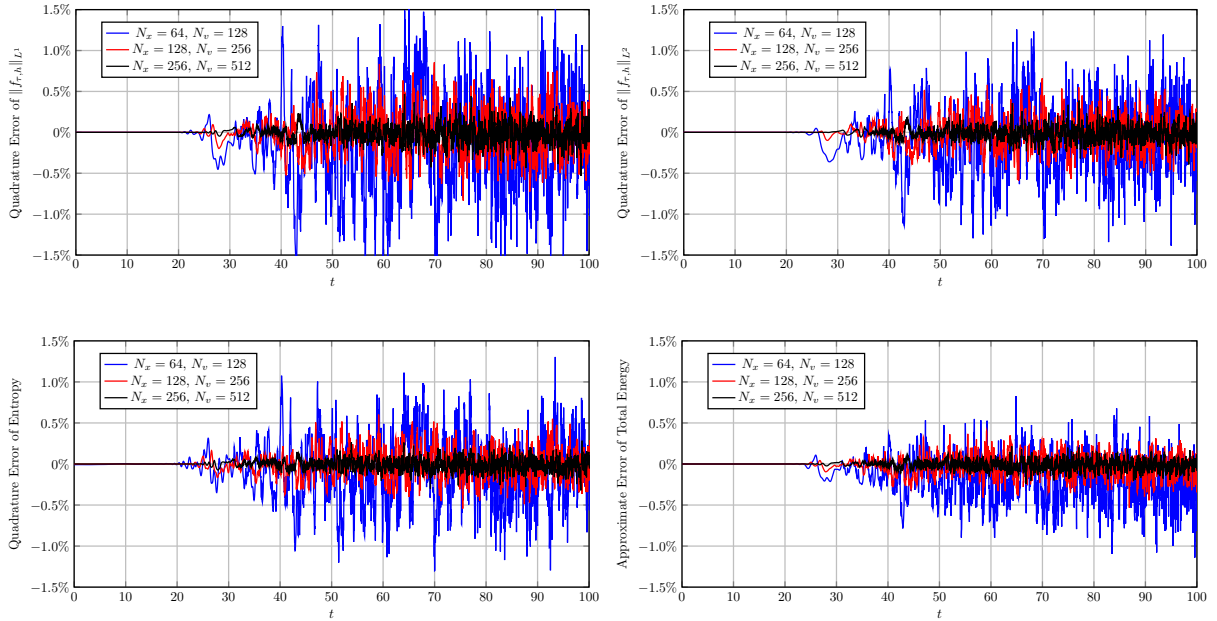 1.5%
1.0%
0.5%
0%
−0.5%
−1.0%
−1.5%
Quadrature Error of ‖f_{τ,h}‖_{L^1}
N_x = 64, N_v = 128
N_x = 128, N_v = 256
N_x = 256, N_v = 512
0 10 20 30 40 50 60 70 80 90 100
t
1.5%
1.0%
0.5%
0%
−0.5%
−1.0%
−1.5%
Quadrature Error of ‖f_{τ,h}‖_{L^2}
N_x = 64, N_v = 128
N_x = 128, N_v = 256
N_x = 256, N_v = 512
0 10 20 30 40 50 60 70 80 90 100
t
1.5%
1.0%
0.5%
0%
−0.5%
−1.0%
−1.5%
Quadrature Error of Entropy
N_x = 64, N_v = 128
N_x = 128, N_v = 256
N_x = 256, N_v = 512
0 10 20 30 40 50 60 70 80 90 100
t
1.5%
1.0%
0.5%
0%
−0.5%
−1.0%
−1.5%
Approximate Error of Total Energy
N_x = 64, N_v = 128
N_x = 128, N_v = 256
N_x = 256, N_v = 512
0 10 20 30 40 50 60 70 80 90 100
t